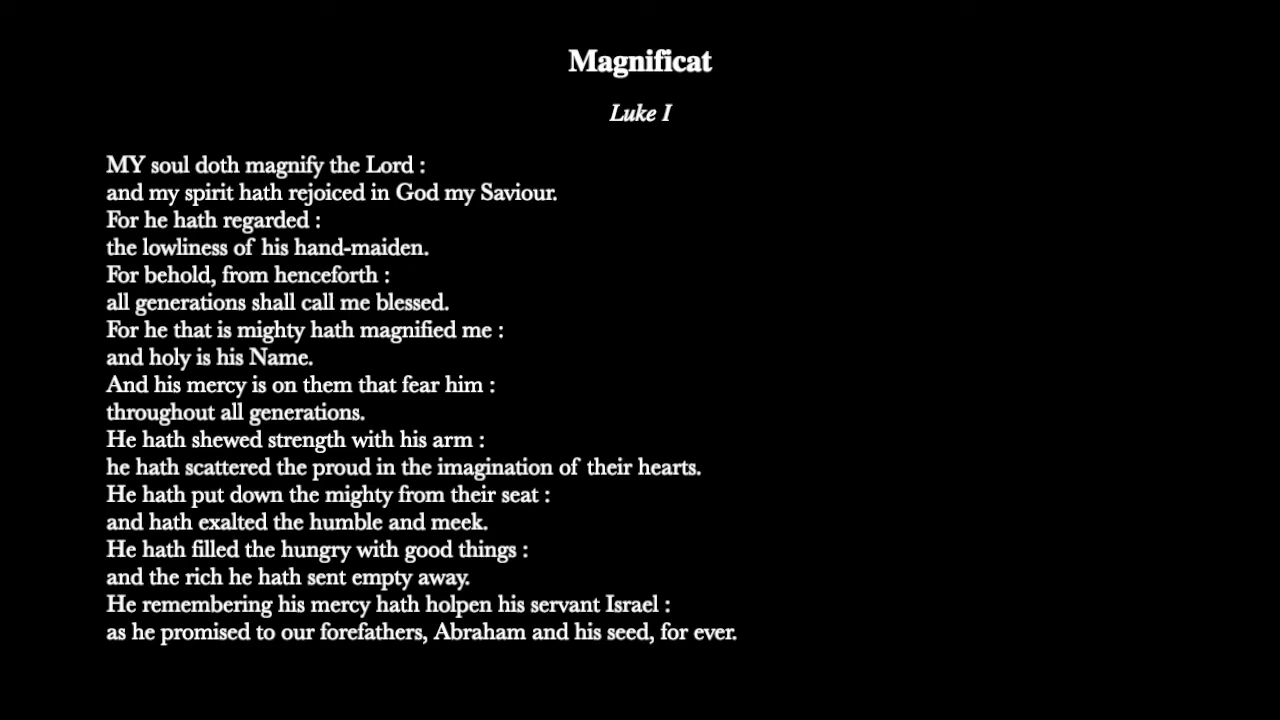 Magnificat
Luke I
MY soul doth magnify the Lord :
and my spirit hath rejoiced in God my Saviour.
For he hath regarded :
the lowliness of his hand-maiden.
For behold, from henceforth :
all generations shall call me blessed.
For he that is mighty hath magnified me :
and holy is his Name.
And his mercy is on them that fear him :
throughout all generations.
He hath shewed strength with his arm :
he hath scattered the proud in the imagination of their hearts.
He hath put down the mighty from their seat :
and hath exalted the humble and meek.
He hath filled the hungry with good things :
and the rich he hath sent empty away.
He remembering his mercy hath holpen his servant Israel :
as he promised to our forefathers, Abraham and his seed, for ever.